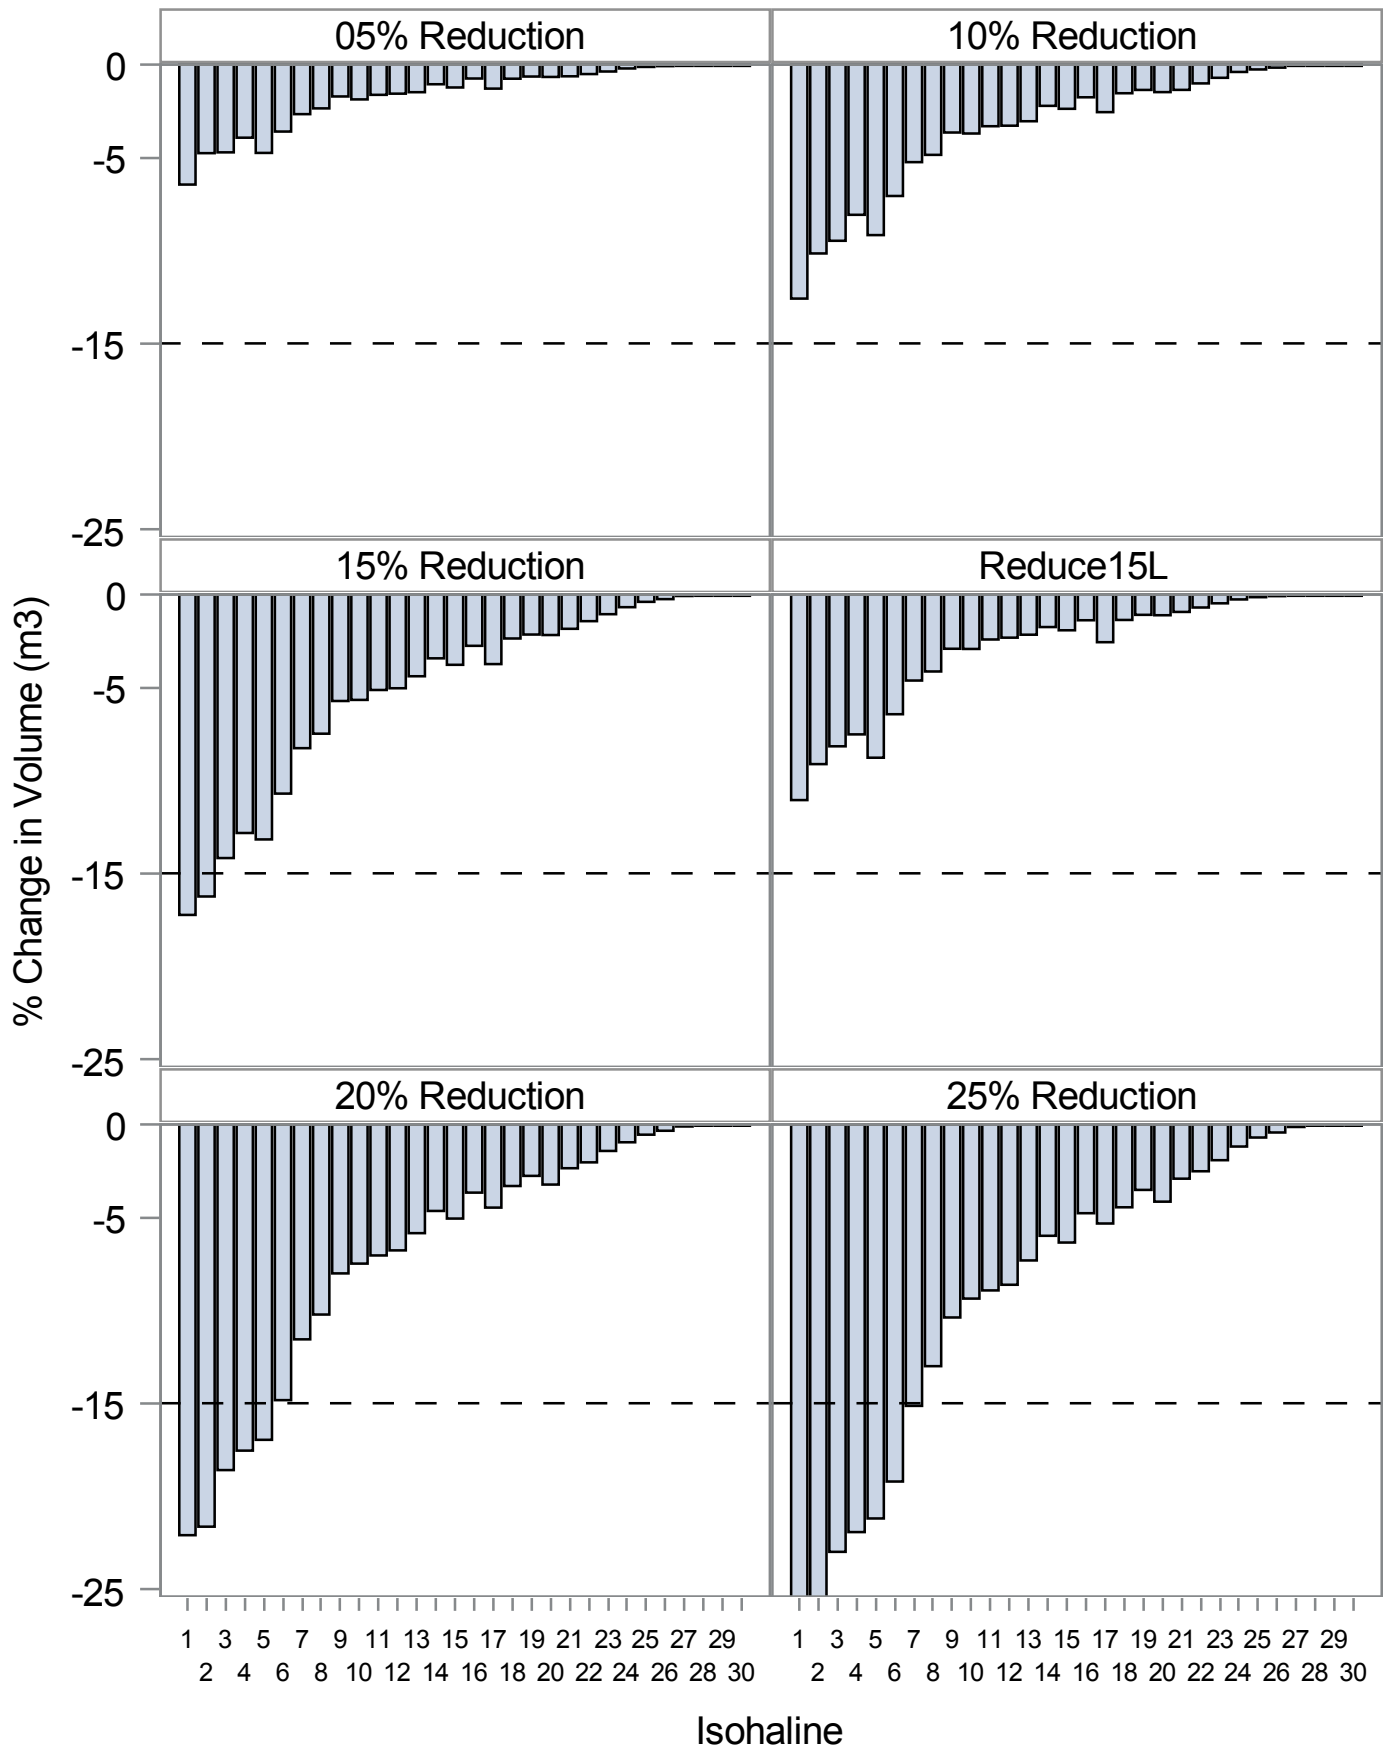 05% Reduction
10% Reduction
0
-5
-15
-25
15% Reduction
Reduce15L
0
-5
-15
-25
20% Reduction
25% Reduction
0
-5
-15
-25
% Change in Volume (m3)
1 3 5 7 9 11 13 15 17 19 21 23 25 27 29
2 4 6 8 10 12 14 16 18 20 22 24 26 28 30
1 3 5 7 9 11 13 15 17 19 21 23 25 27 29
2 4 6 8 10 12 14 16 18 20 22 24 26 28 30
Isohaline